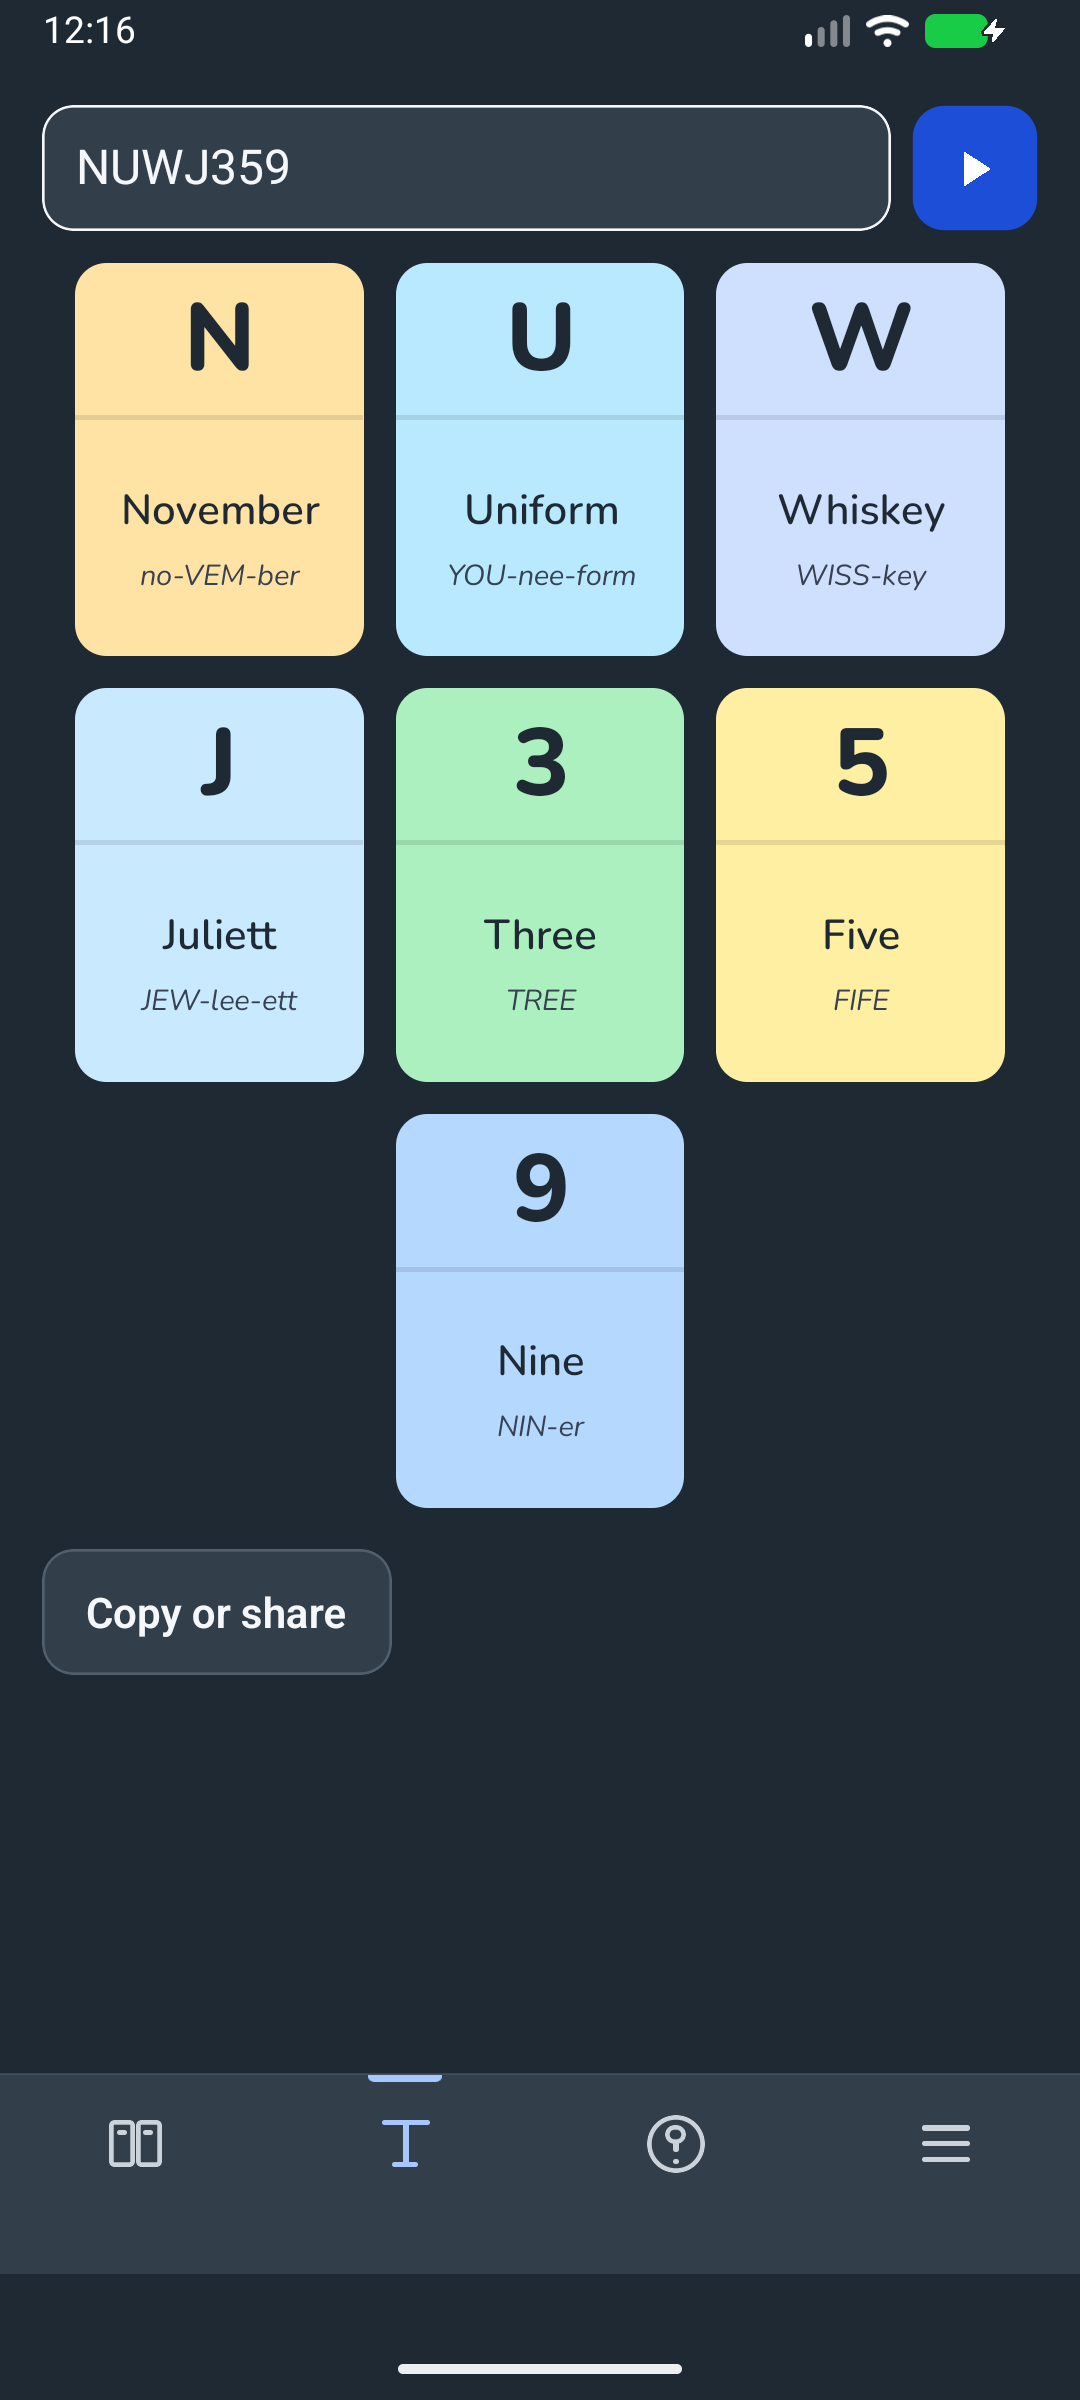 12:16
NUWJ359
N
U
W
November
Uniform
Whiskey
no-VEM-ber
YOU-nee-form
WISS-key
J
3
5
Juliett
Three
Five
JEW-lee-ett
TREE
FIFE
9
Nine
NIN-er
Copy or share